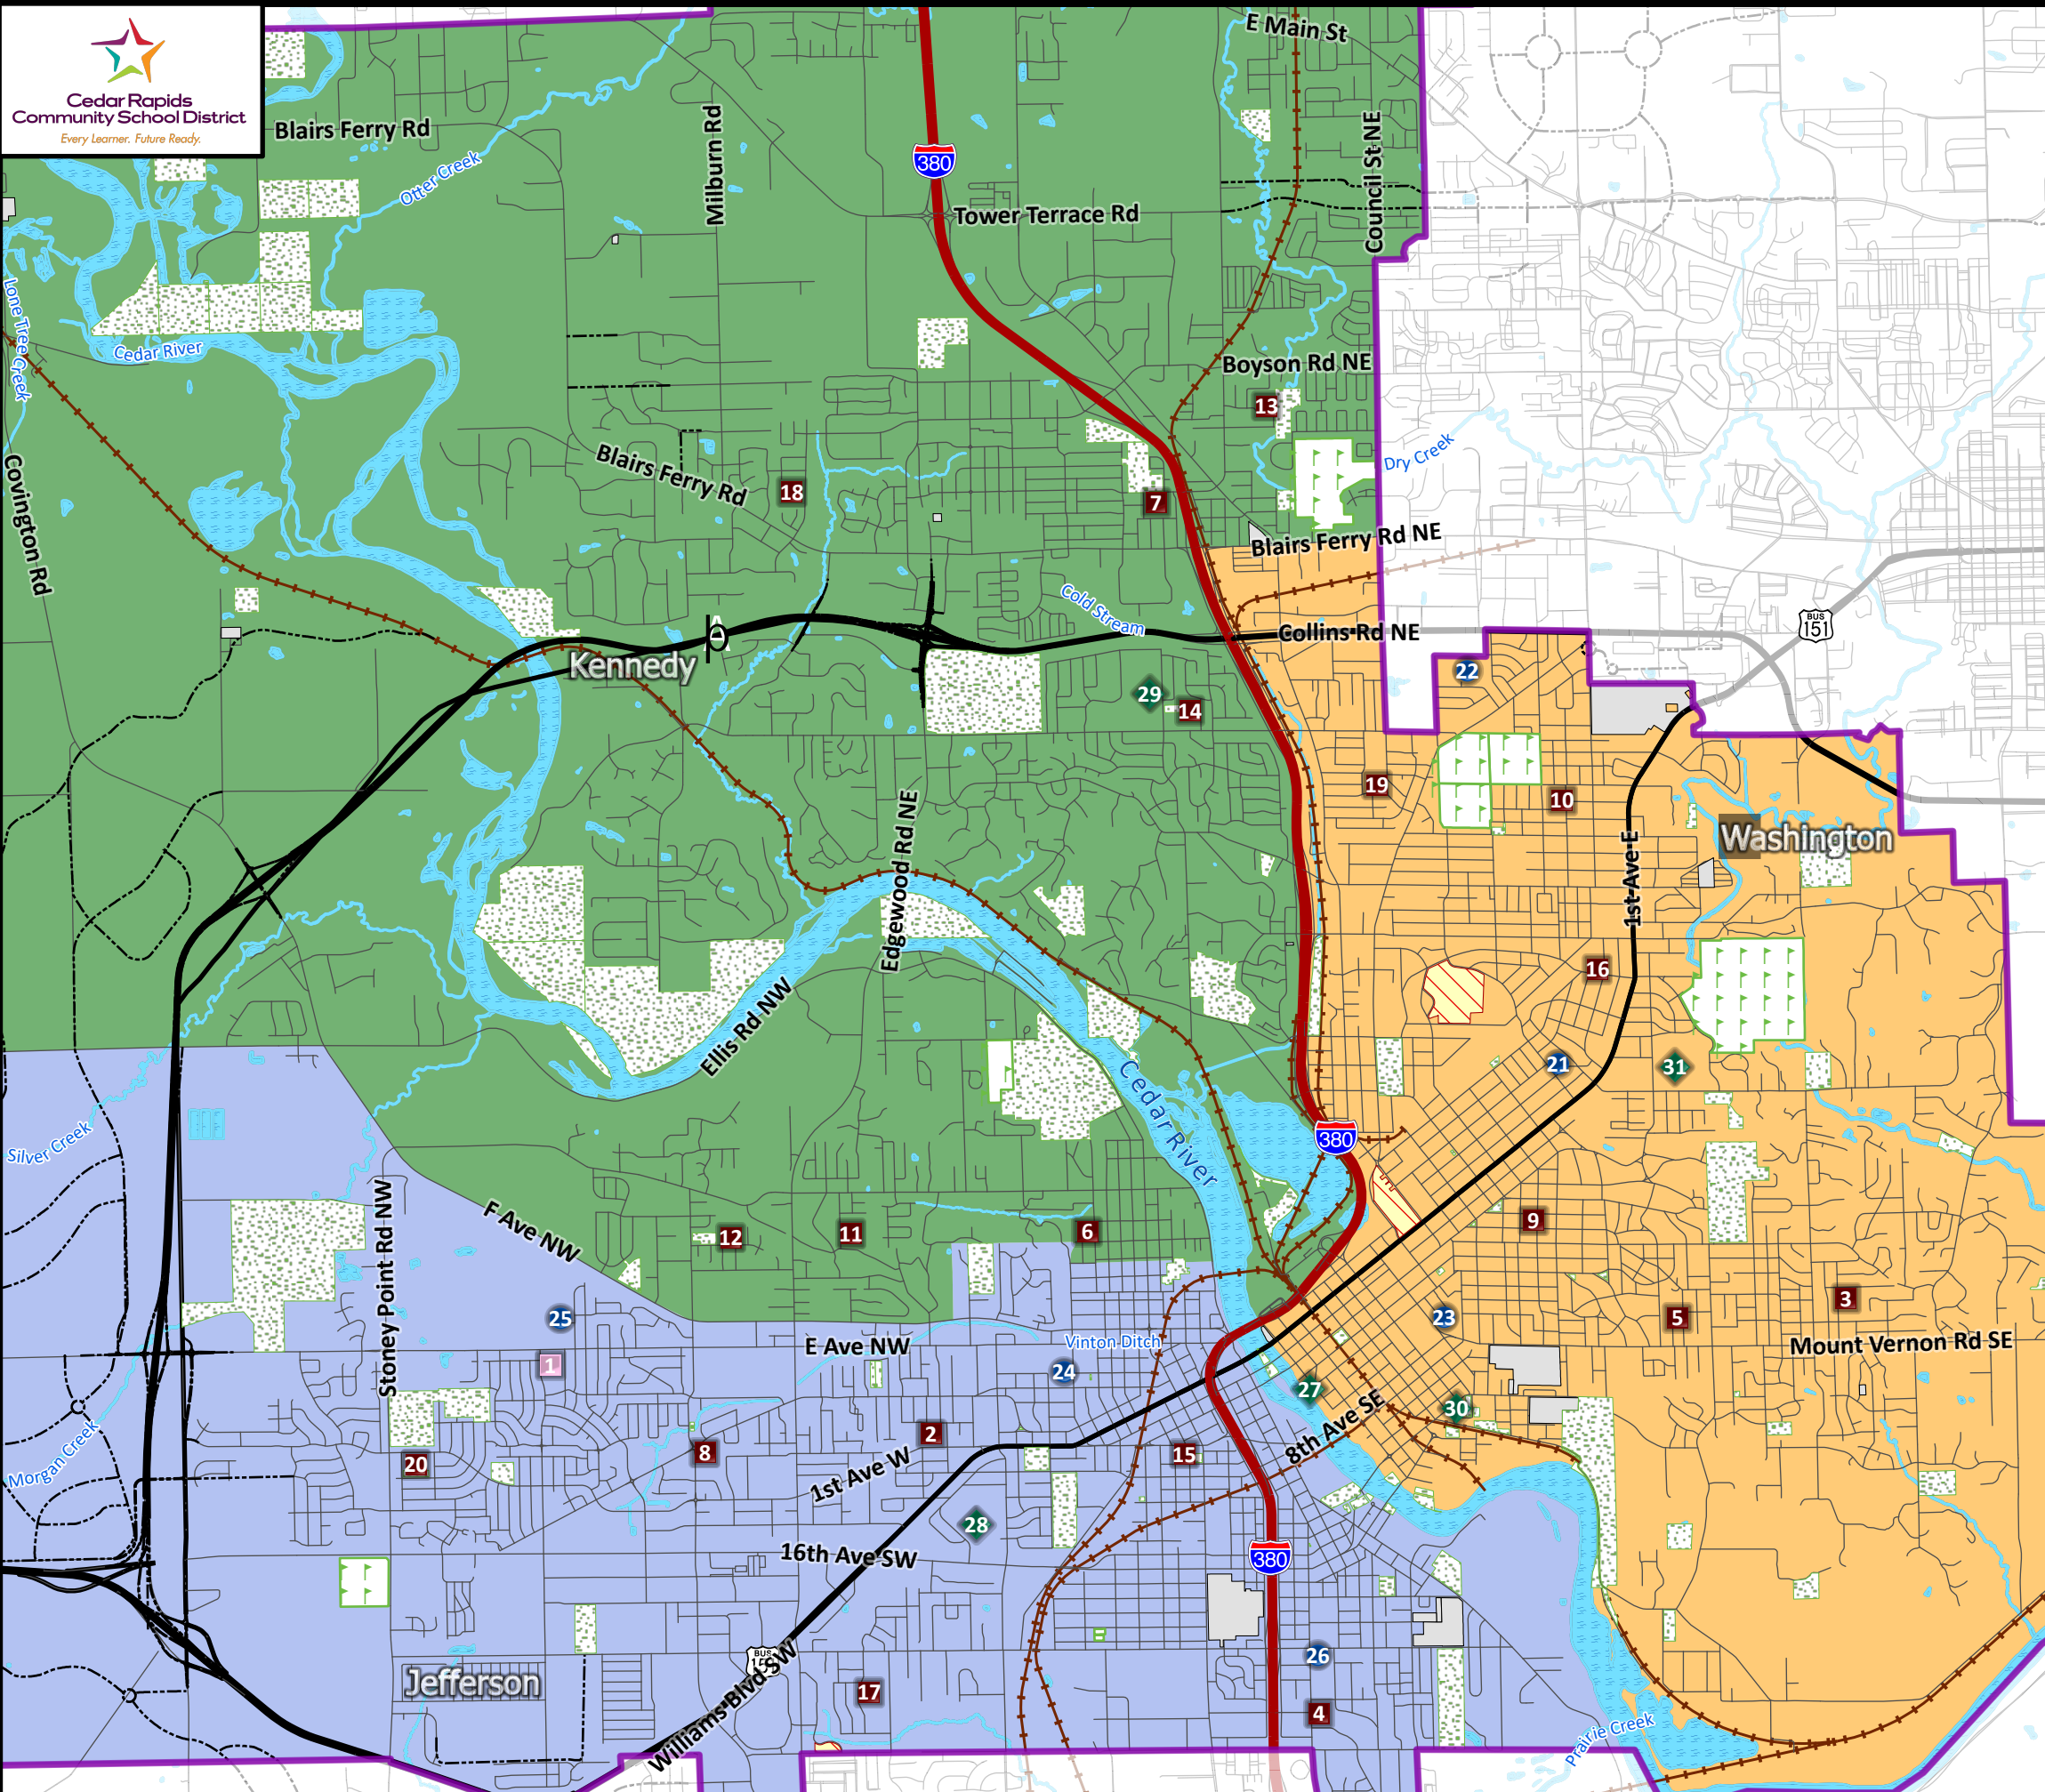 Cedar Rapids
Community School District
Every Learner. Future Ready.
E Main St
Blairs Ferry Rd
Otter Creek
Milburn Rd
380
Tower Terrace Rd
Council St NE
Lone Tree Creek
Cedar River
Boyson Rd NE
13
Dry Creek
Covington Rd
Blairs Ferry Rd
18
7
Blairs Ferry Rd NE
Cold Stream
Collins Rd NE
BUS
151
Kennedy
22
29
14
19
10
Washington
Edgewood Rd NE
1st Ave E
16
Ellis Rd NW
Cedar River
21
31
380
Silver Creek
Stoney Point Rd NW
F Ave NW
12
11
6
9
25
3
5
23
E Ave NW
Vinton Ditch
Mount Vernon Rd SE
1
24
27
30
8th Ave SE
Morgan Creek
20
8
2
15
1st Ave W
28
16th Ave SW
380
26
BUS
Jefferson
Williams Blvd SW
17
4
Prairie Creek